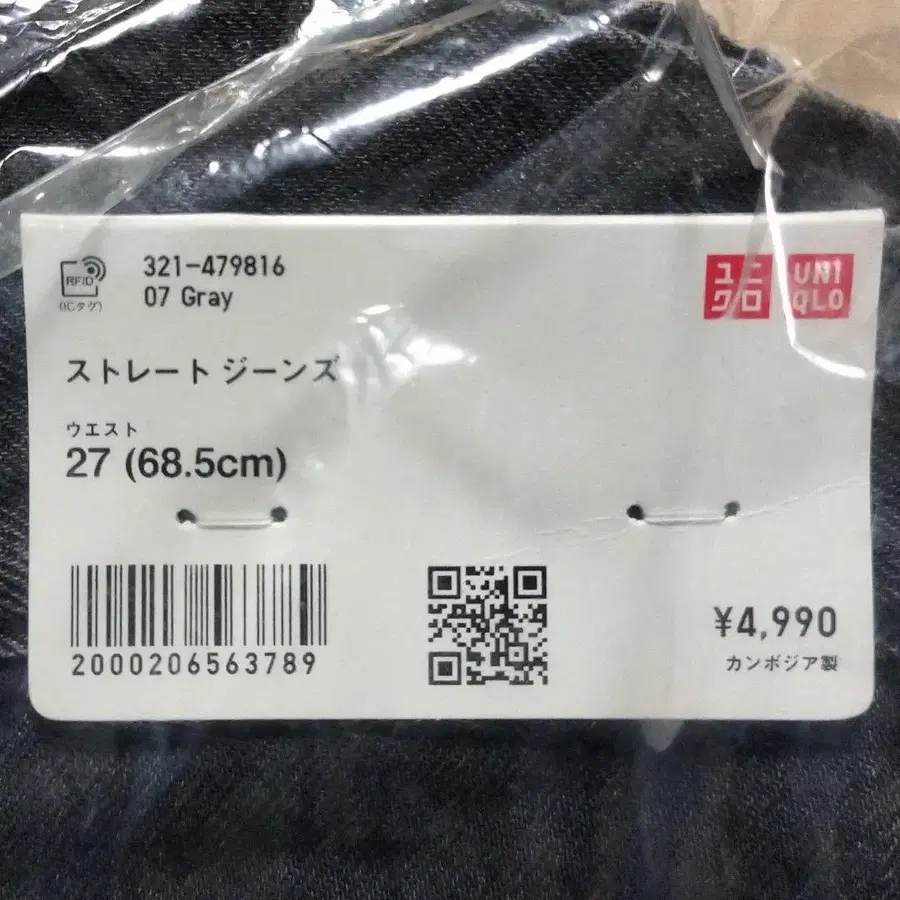 RFID
(ICタグ)
321-479816
07 Gray
ユニ
クロ
UNI
QLO
ストレート ジーンズ
ウエスト
27 (68.5cm)
2000206563789
¥4,990
カンボジア製